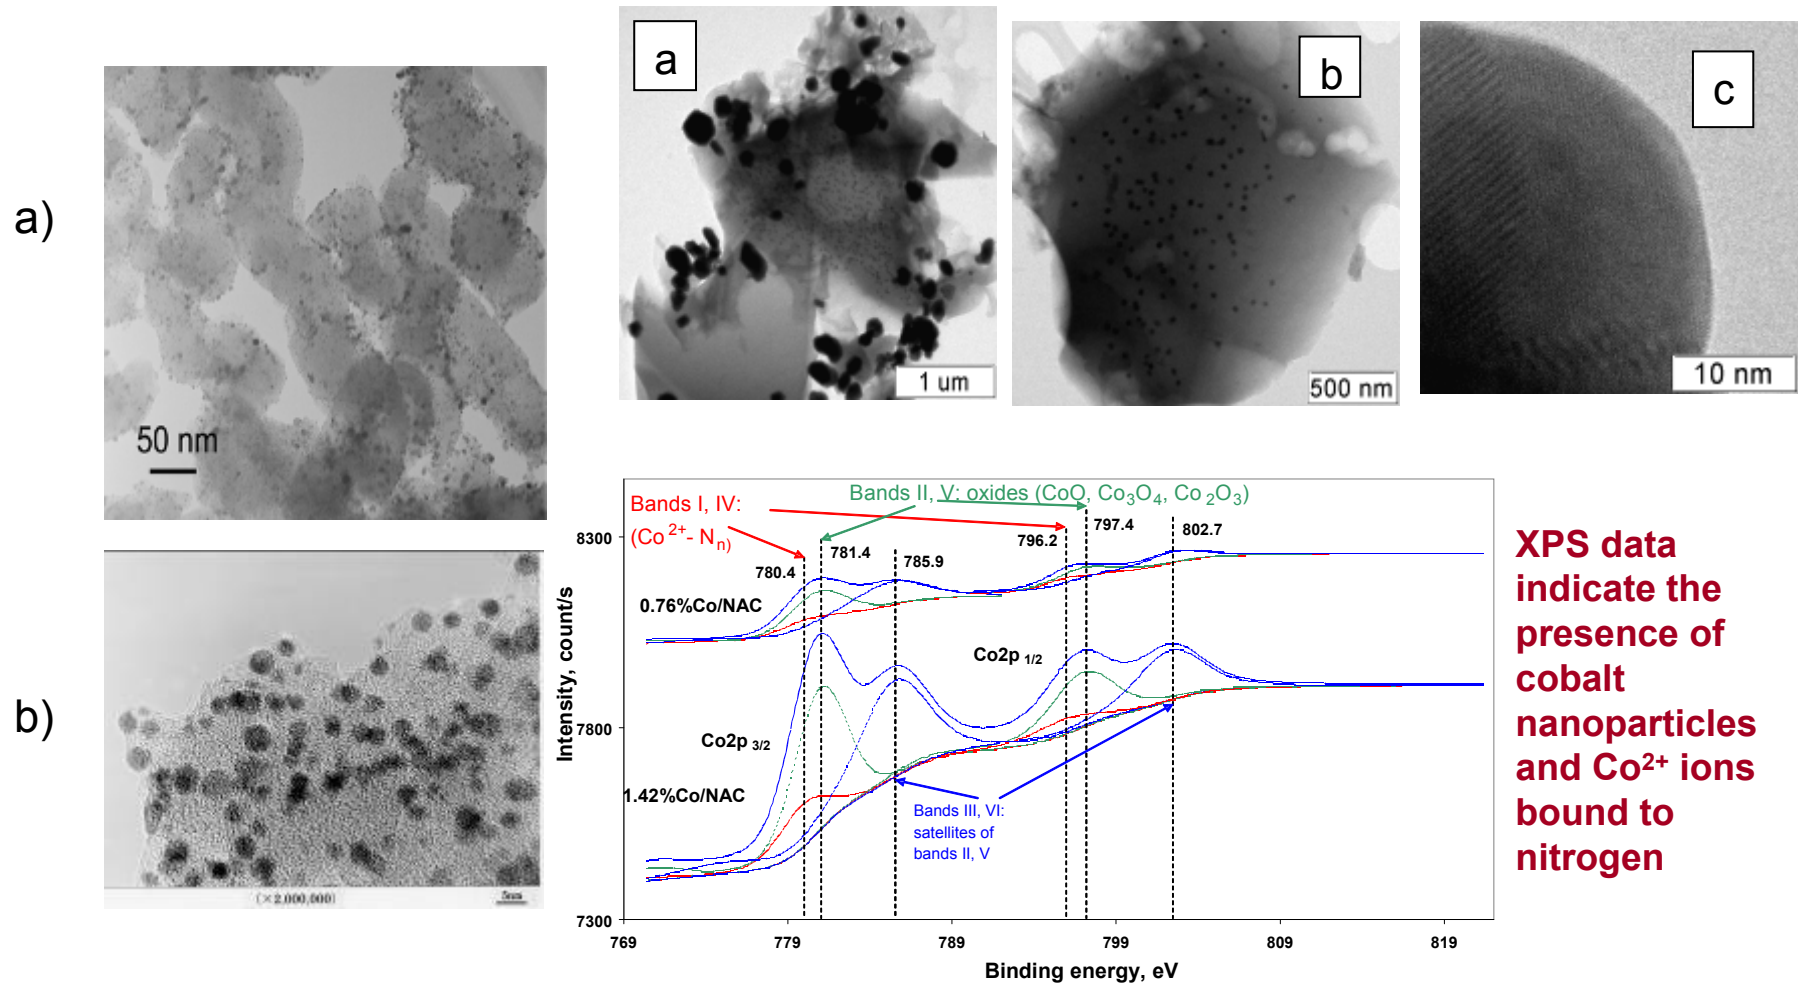 a)
50 nm
b)
(×2,000,000)
5nm
a
1 um
b
500 nm
c
10 nm
Bands I, IV:
(Co2+- Nn)
Bands II, V: oxides (CoO, Co3O4, Co2O3)
8300
7800
7300
Intensity, count/s
780.4
781.4
785.9
796.2
797.4
802.7
0.76%Co/NAC
Co2p 1/2
Co2p 3/2
1.42%Co/NAC
Bands III, VI:
satellites of
bands II, V
769
779
789
799
809
819
Binding energy, eV
XPS data
indicate the
presence of
cobalt
nanoparticles
and Co2+ ions
bound to
nitrogen